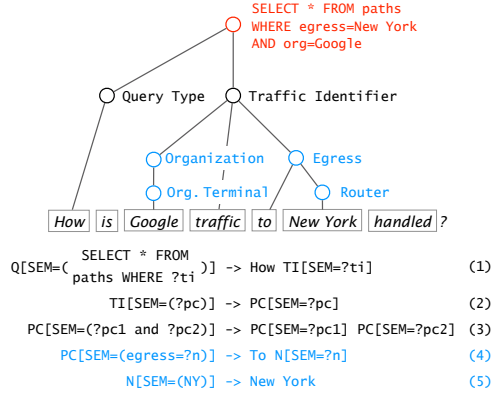 SELECT * FROM paths
WHERE egress=New York
AND org=Google
Query Type Traffic Identifier
Organization Egress
Org. Terminal Router
How is Google traffic to New York handled ?
Q[SEM=( SELECT * FROM paths WHERE ?ti )] -> How TI[SEM=?ti] (1)
TI[SEM=(?pc)] -> PC[SEM=?pc] (2)
PC[SEM=(?pc1 and ?pc2)] -> PC[SEM=?pc1] PC[SEM=?pc2] (3)
PC[SEM=(egress=?n)] -> To N[SEM=?n] (4)
N[SEM=(NY)] -> New York (5)